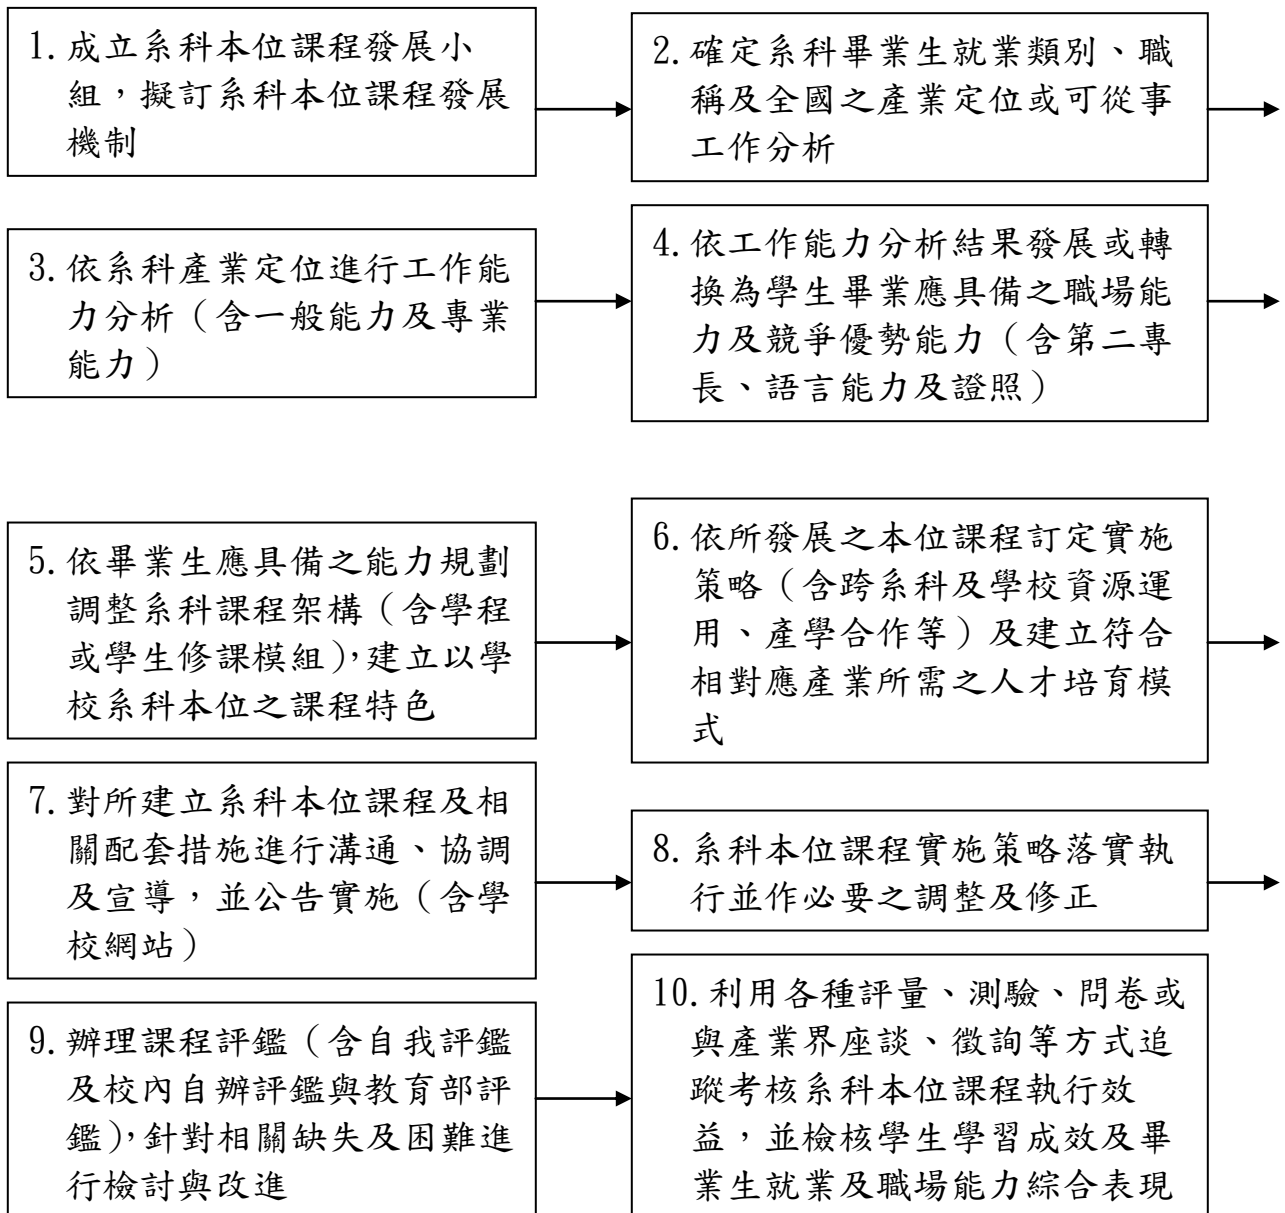 1.成立系科本位課程發展小
組，擬訂系科本位課程發展
機制
2.確定系科畢業生就業類別、職
稱及全國之產業定位或可從事
工作分析
3.依系科產業定位進行工作能
力分析（含一般能力及專業
能力）
4.依工作能力分析結果發展或轉
換為學生畢業應具備之職場能
力及競爭優勢能力（含第二專
長、語言能力及證照）
5.依畢業生應具備之能力規劃
調整系科課程架構（含學程
或學生修課模組），建立以學
校系科本位之課程特色
6.依所發展之本位課程訂定實施
策略（含跨系科及學校資源運
用、產學合作等）及建立符合
相對應產業所需之人才培育模
式
7.對所建立系科本位課程及相
關配套措施進行溝通、協調
及宣導，並公告實施（含學
校網站）
8.系科本位課程實施策略落實執
行並作必要之調整及修正
9.辦理課程評鑑（含自我評鑑
及校內自辦評鑑與教育部評
鑑），針對相關缺失及困難進
行檢討與改進
10.利用各種評量、測驗、問卷或
與產業界座談、徵詢等方式追
蹤考核系科本位課程執行效
益，並檢核學生學習成效及畢
業生就業及職場能力綜合表現